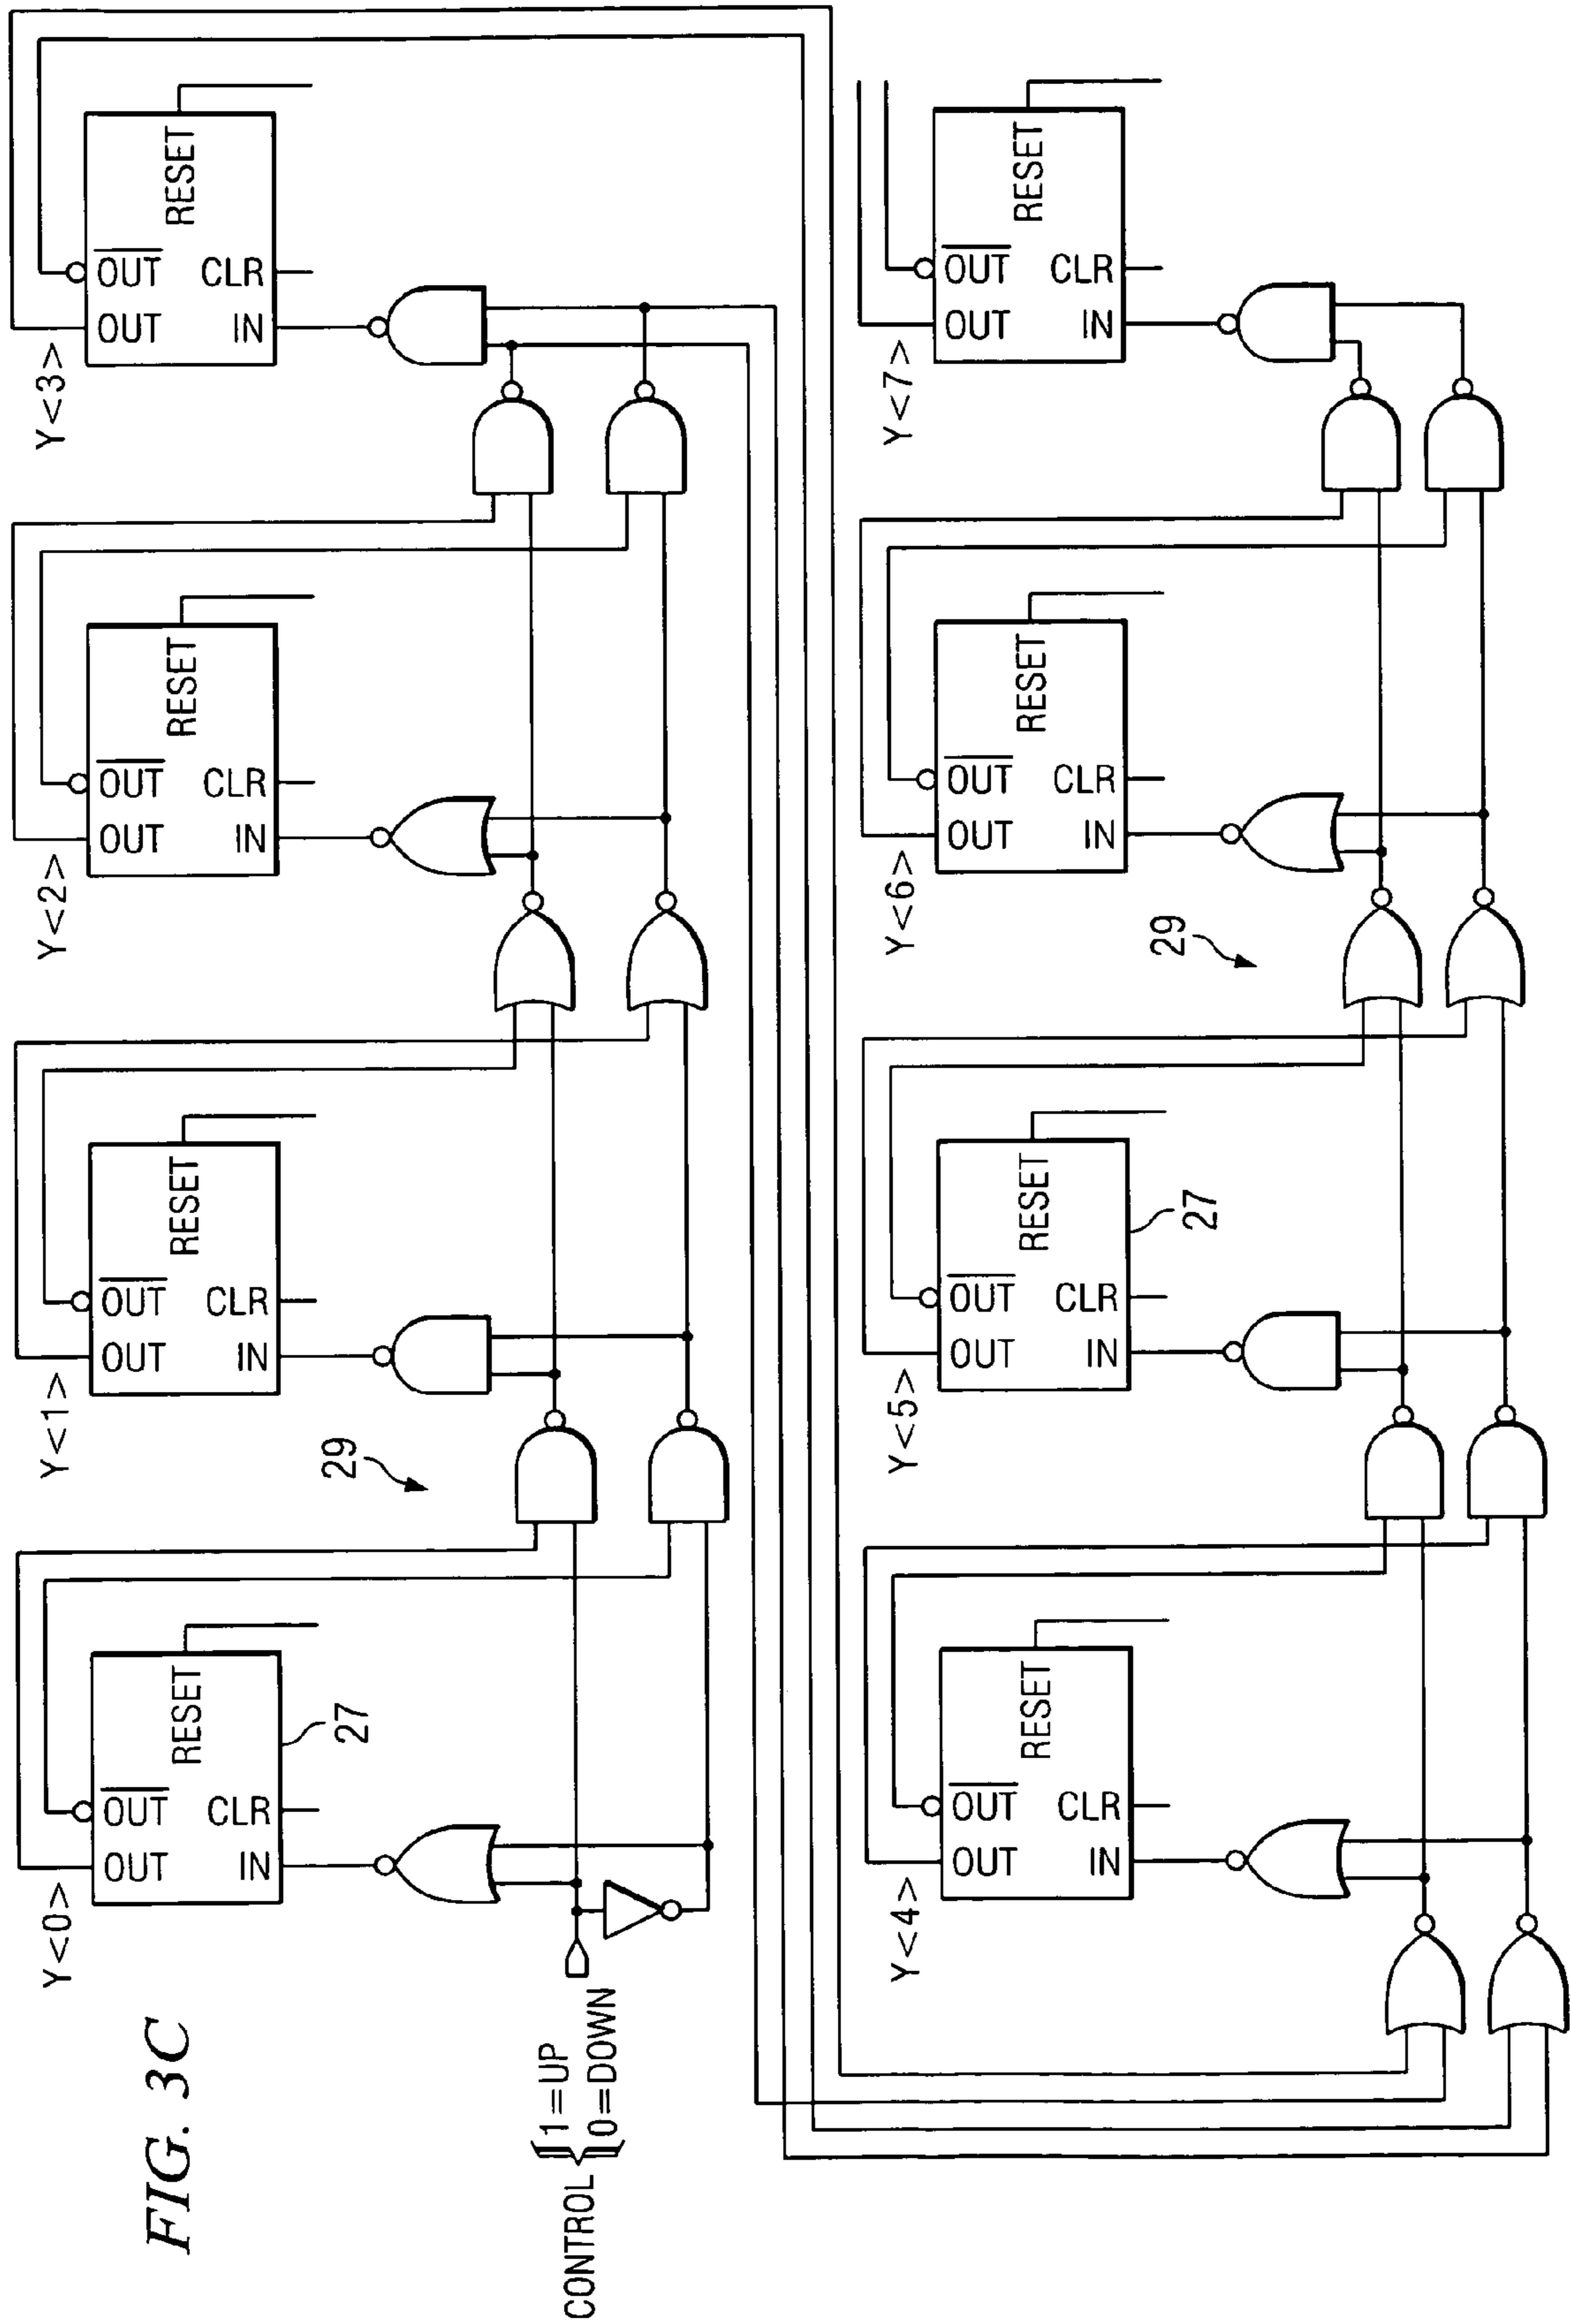 FIG. 3C
CONTROL
1=UP
0=DOWN
Y<0>
OUT
OUT
IN
CLR
RESET
27
29
Y<1>
OUT
OUT
IN
CLR
RESET
Y<2>
OUT
OUT
IN
CLR
RESET
Y<3>
OUT
OUT
IN
CLR
RESET
Y<4>
OUT
OUT
IN
CLR
RESET
Y<5>
OUT
OUT
IN
CLR
RESET
27
29
Y<6>
OUT
OUT
IN
CLR
RESET
Y<7>
OUT
OUT
IN
CLR
RESET